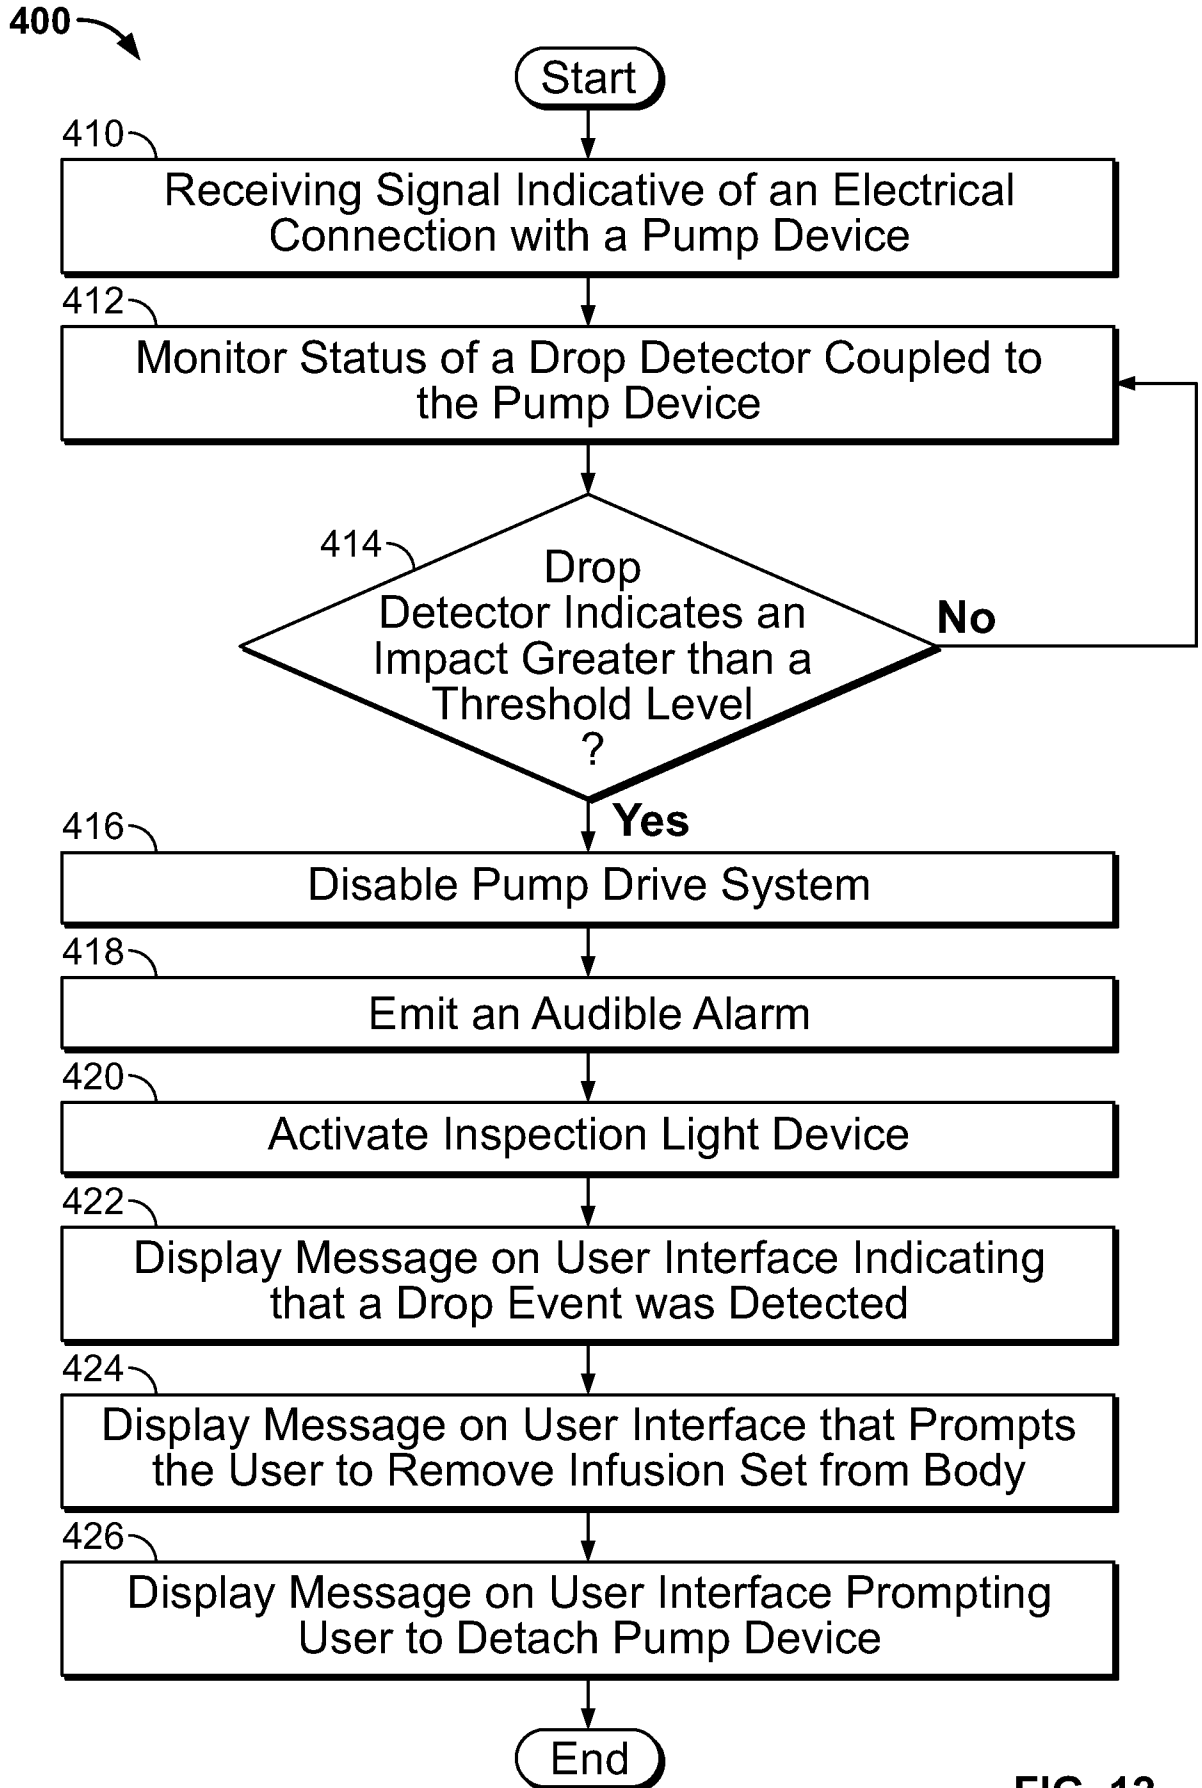 400
Start
410
Receiving Signal Indicative of an Electrical
Connection with a Pump Device
412
Monitor Status of a Drop Detector Coupled to
the Pump Device
414
Drop
Detector Indicates an
Impact Greater than a
Threshold Level
?
No
Yes
416
Disable Pump Drive System
418
Emit an Audible Alarm
420
Activate Inspection Light Device
422
Display Message on User Interface Indicating
that a Drop Event was Detected
424
Display Message on User Interface that Prompts
the User to Remove Infusion Set from Body
426
Display Message on User Interface Prompting
User to Detach Pump Device
End
FIG.